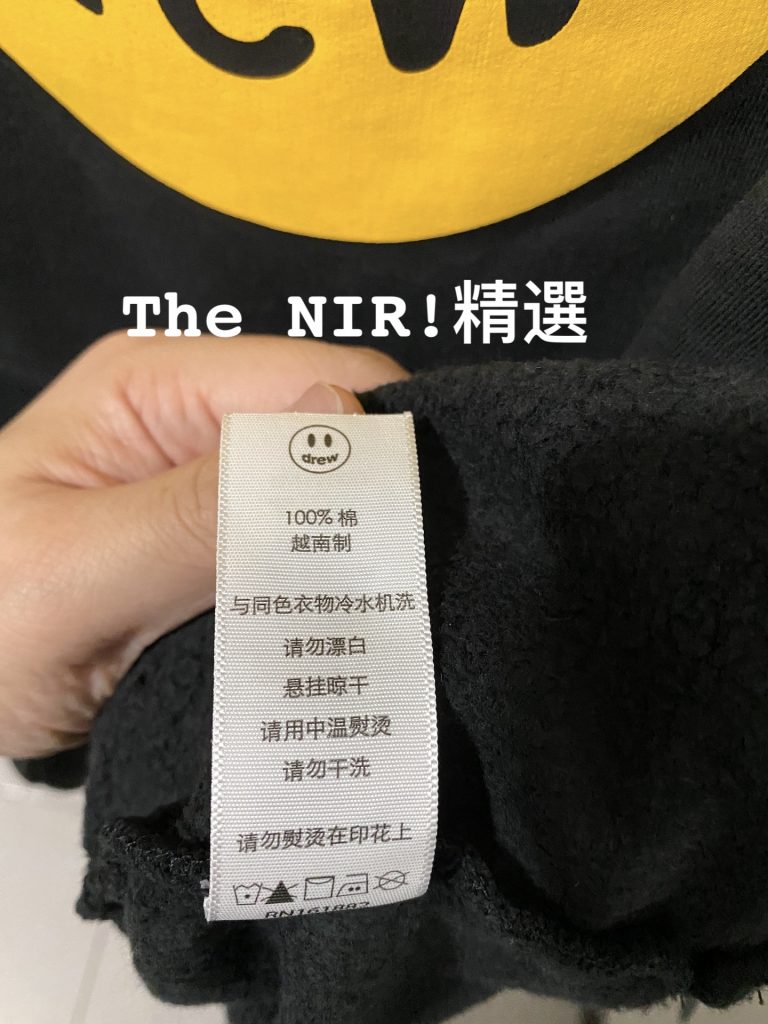 The NIR!精選
drew
100% 棉
越南制
与同色衣物冷水机洗
请勿漂白
悬挂晾干
请用中温熨烫
请勿干洗
请勿熨烫在印花上